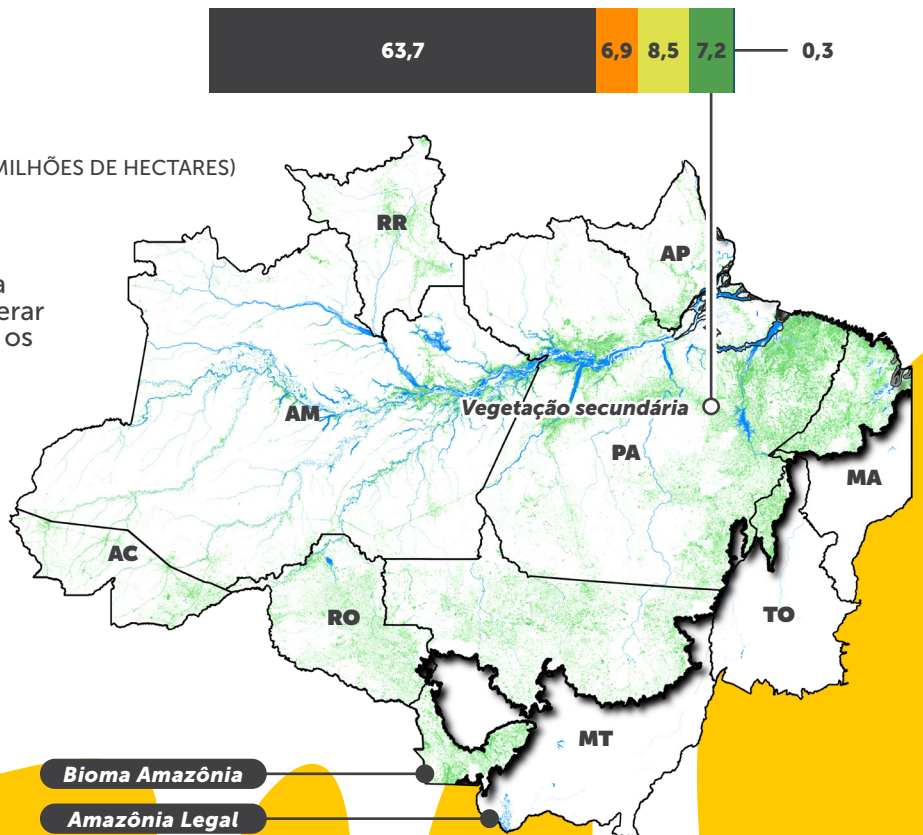 63,7 6,9 8,5 7,2 0,3
MILHÕES DE HECTARES)
RR
AP
a
erar
os
AM
Vegetação secundária
PA
MA
AC
RO
TO
MT
Bioma Amazônia
Amazônia Legal